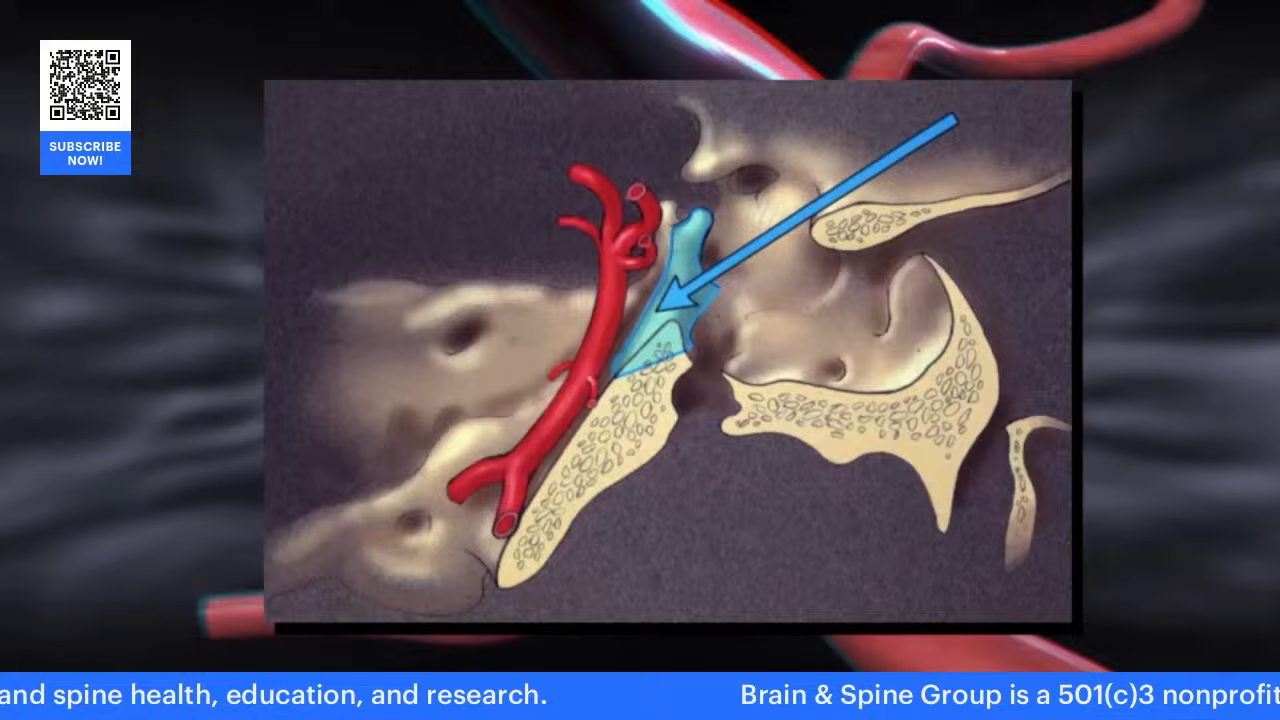 SUBSCRIBE
NOW!
and spine health, education, and research.
Brain & Spine Group is a 501(c)3 nonprofit